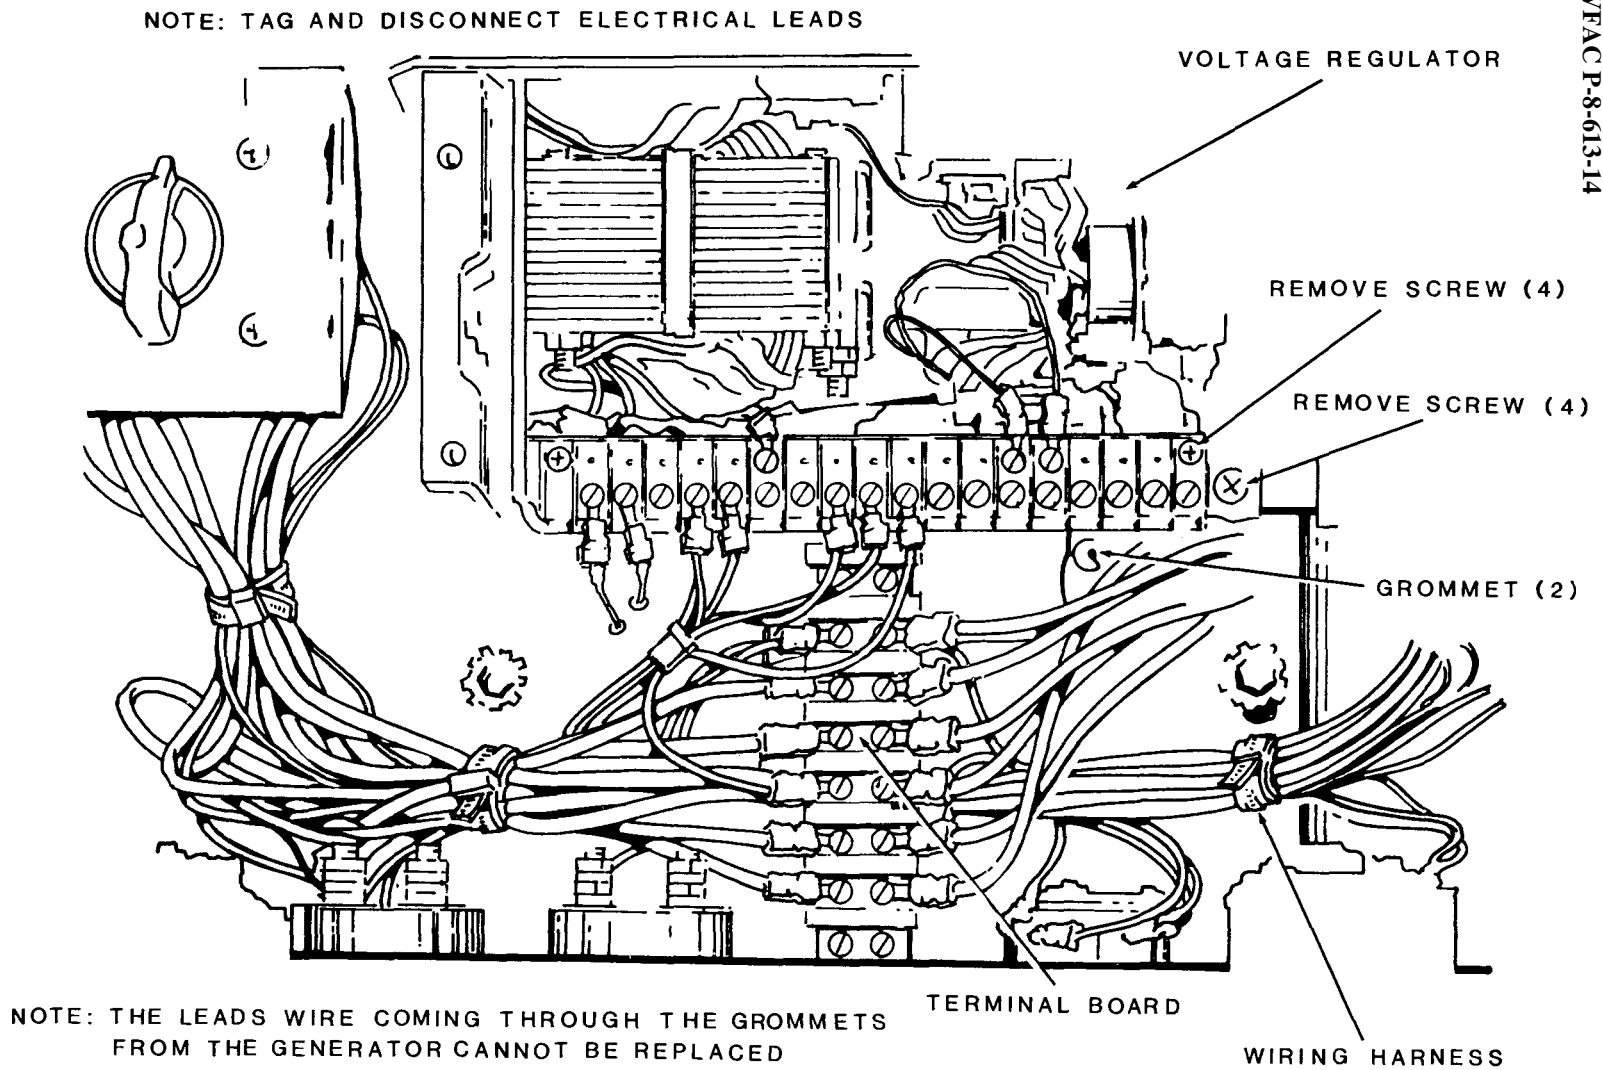 NOTE: TAG AND DISCONNECT ELECTRICAL LEADS
VFAC P-8-613-14
VOLTAGE REGULATOR
REMOVE SCREW (4)
REMOVE SCREW (4)
GROMMET (2)
TERMINAL BOARD
WIRING HARNESS
NOTE: THE LEADS WIRE COMING THROUGH THE GROMMETS
FROM THE GENERATOR CANNOT BE REPLACED